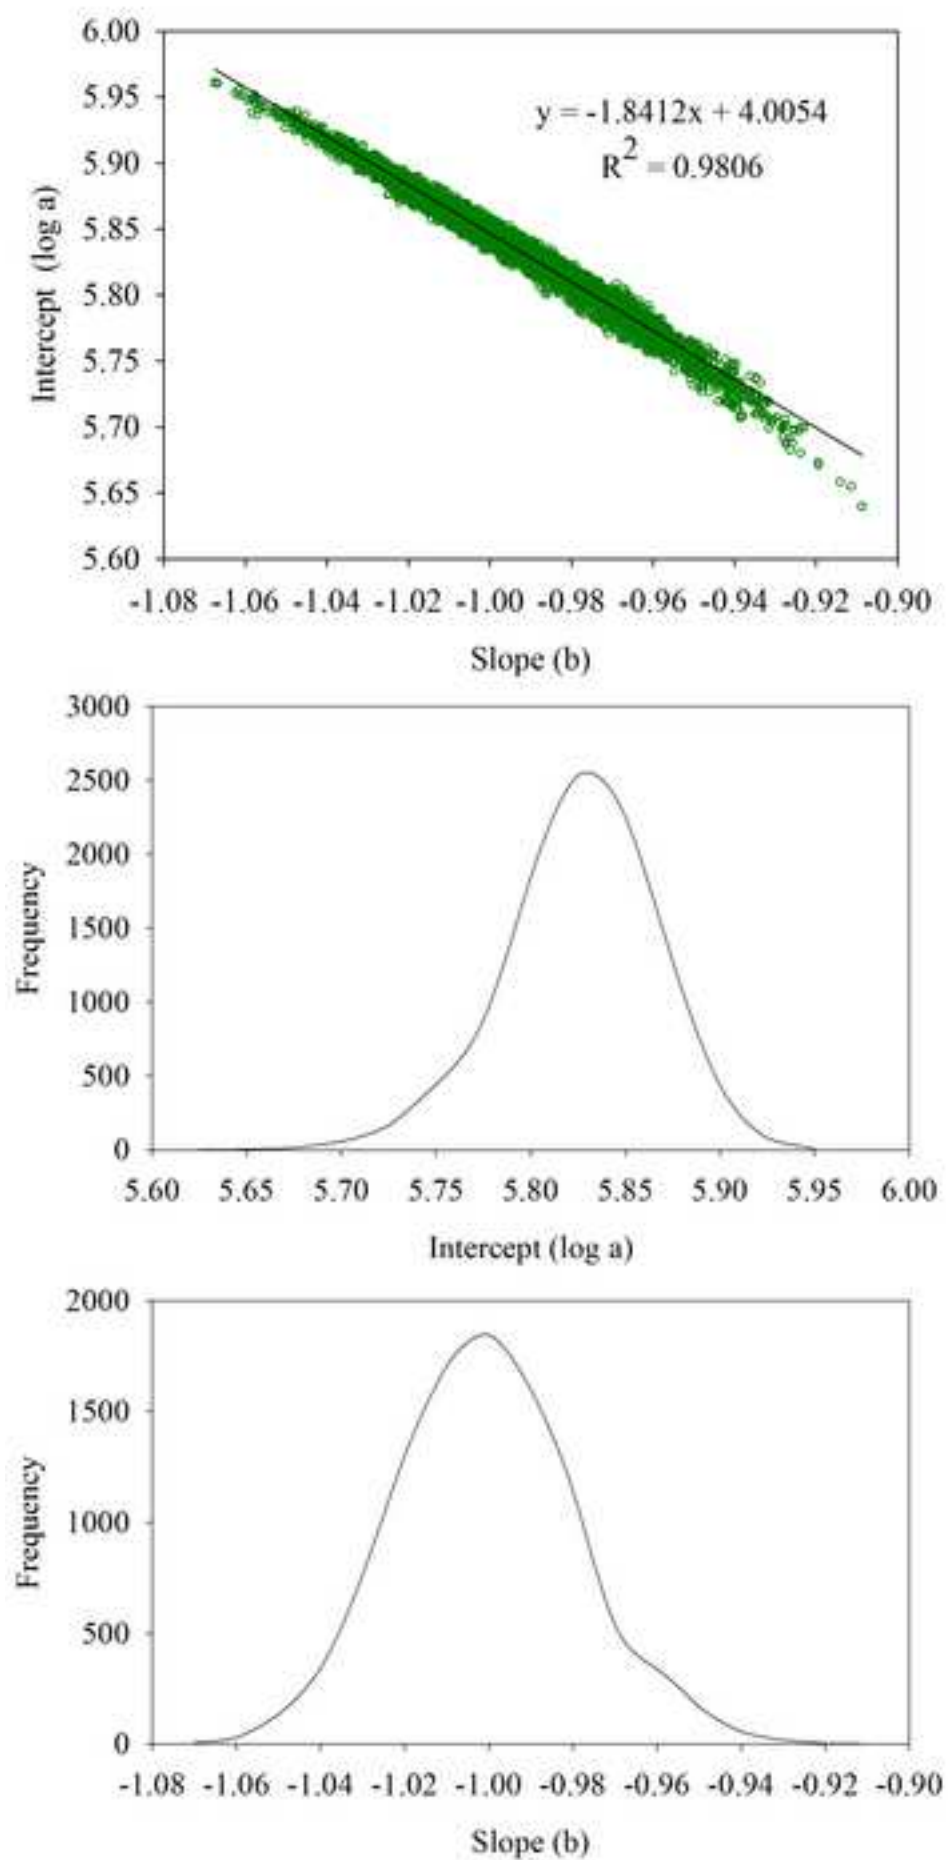 6.00
5.95
5.90
5.85
5.80
5.75
5.70
5.65
5.60
Intercept (log a)
y = -1.8412x + 4.0054
R² = 0.9806
-1.08 -1.06 -1.04 -1.02 -1.00 -0.98 -0.96 -0.94 -0.92 -0.90
Slope (b)
3000
2500
2000
1500
1000
500
0
Frequency
5.60 5.65 5.70 5.75 5.80 5.85 5.90 5.95 6.00
Intercept (log a)
2000
1500
1000
500
0
Frequency
-1.08 -1.06 -1.04 -1.02 -1.00 -0.98 -0.96 -0.94 -0.92 -0.90
Slope (b)